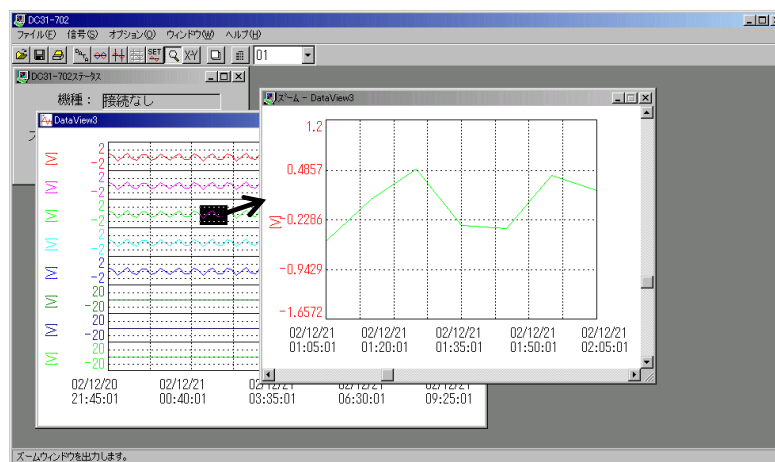 DC31-702
ファイル(F) 信号(S) オプション(O) ウィンドウ(W) ヘルプ(H)
SET XY 01
DC31-702ステータス
機種： 接続なし
DataView3
[V] 2 -2
[V] 2 -2
[V] 2 -2
2 -2
[V] 2 -2
20 -20
[V] 20 -20
[V] 20 -20
02/12/20 02/12/21 02/12/21 02/12/21 02/12/21
21:45:01 00:40:01 03:35:01 06:30:01 09:25:01
ズーム - DataView3
1.2
0.4857
[V] -0.2286
-0.9429
-1.6572
02/12/21 02/12/21 02/12/21 02/12/21 02/12/21
01:05:01 01:20:01 01:35:01 01:50:01 02:05:01
ズームウィンドウを出力します。